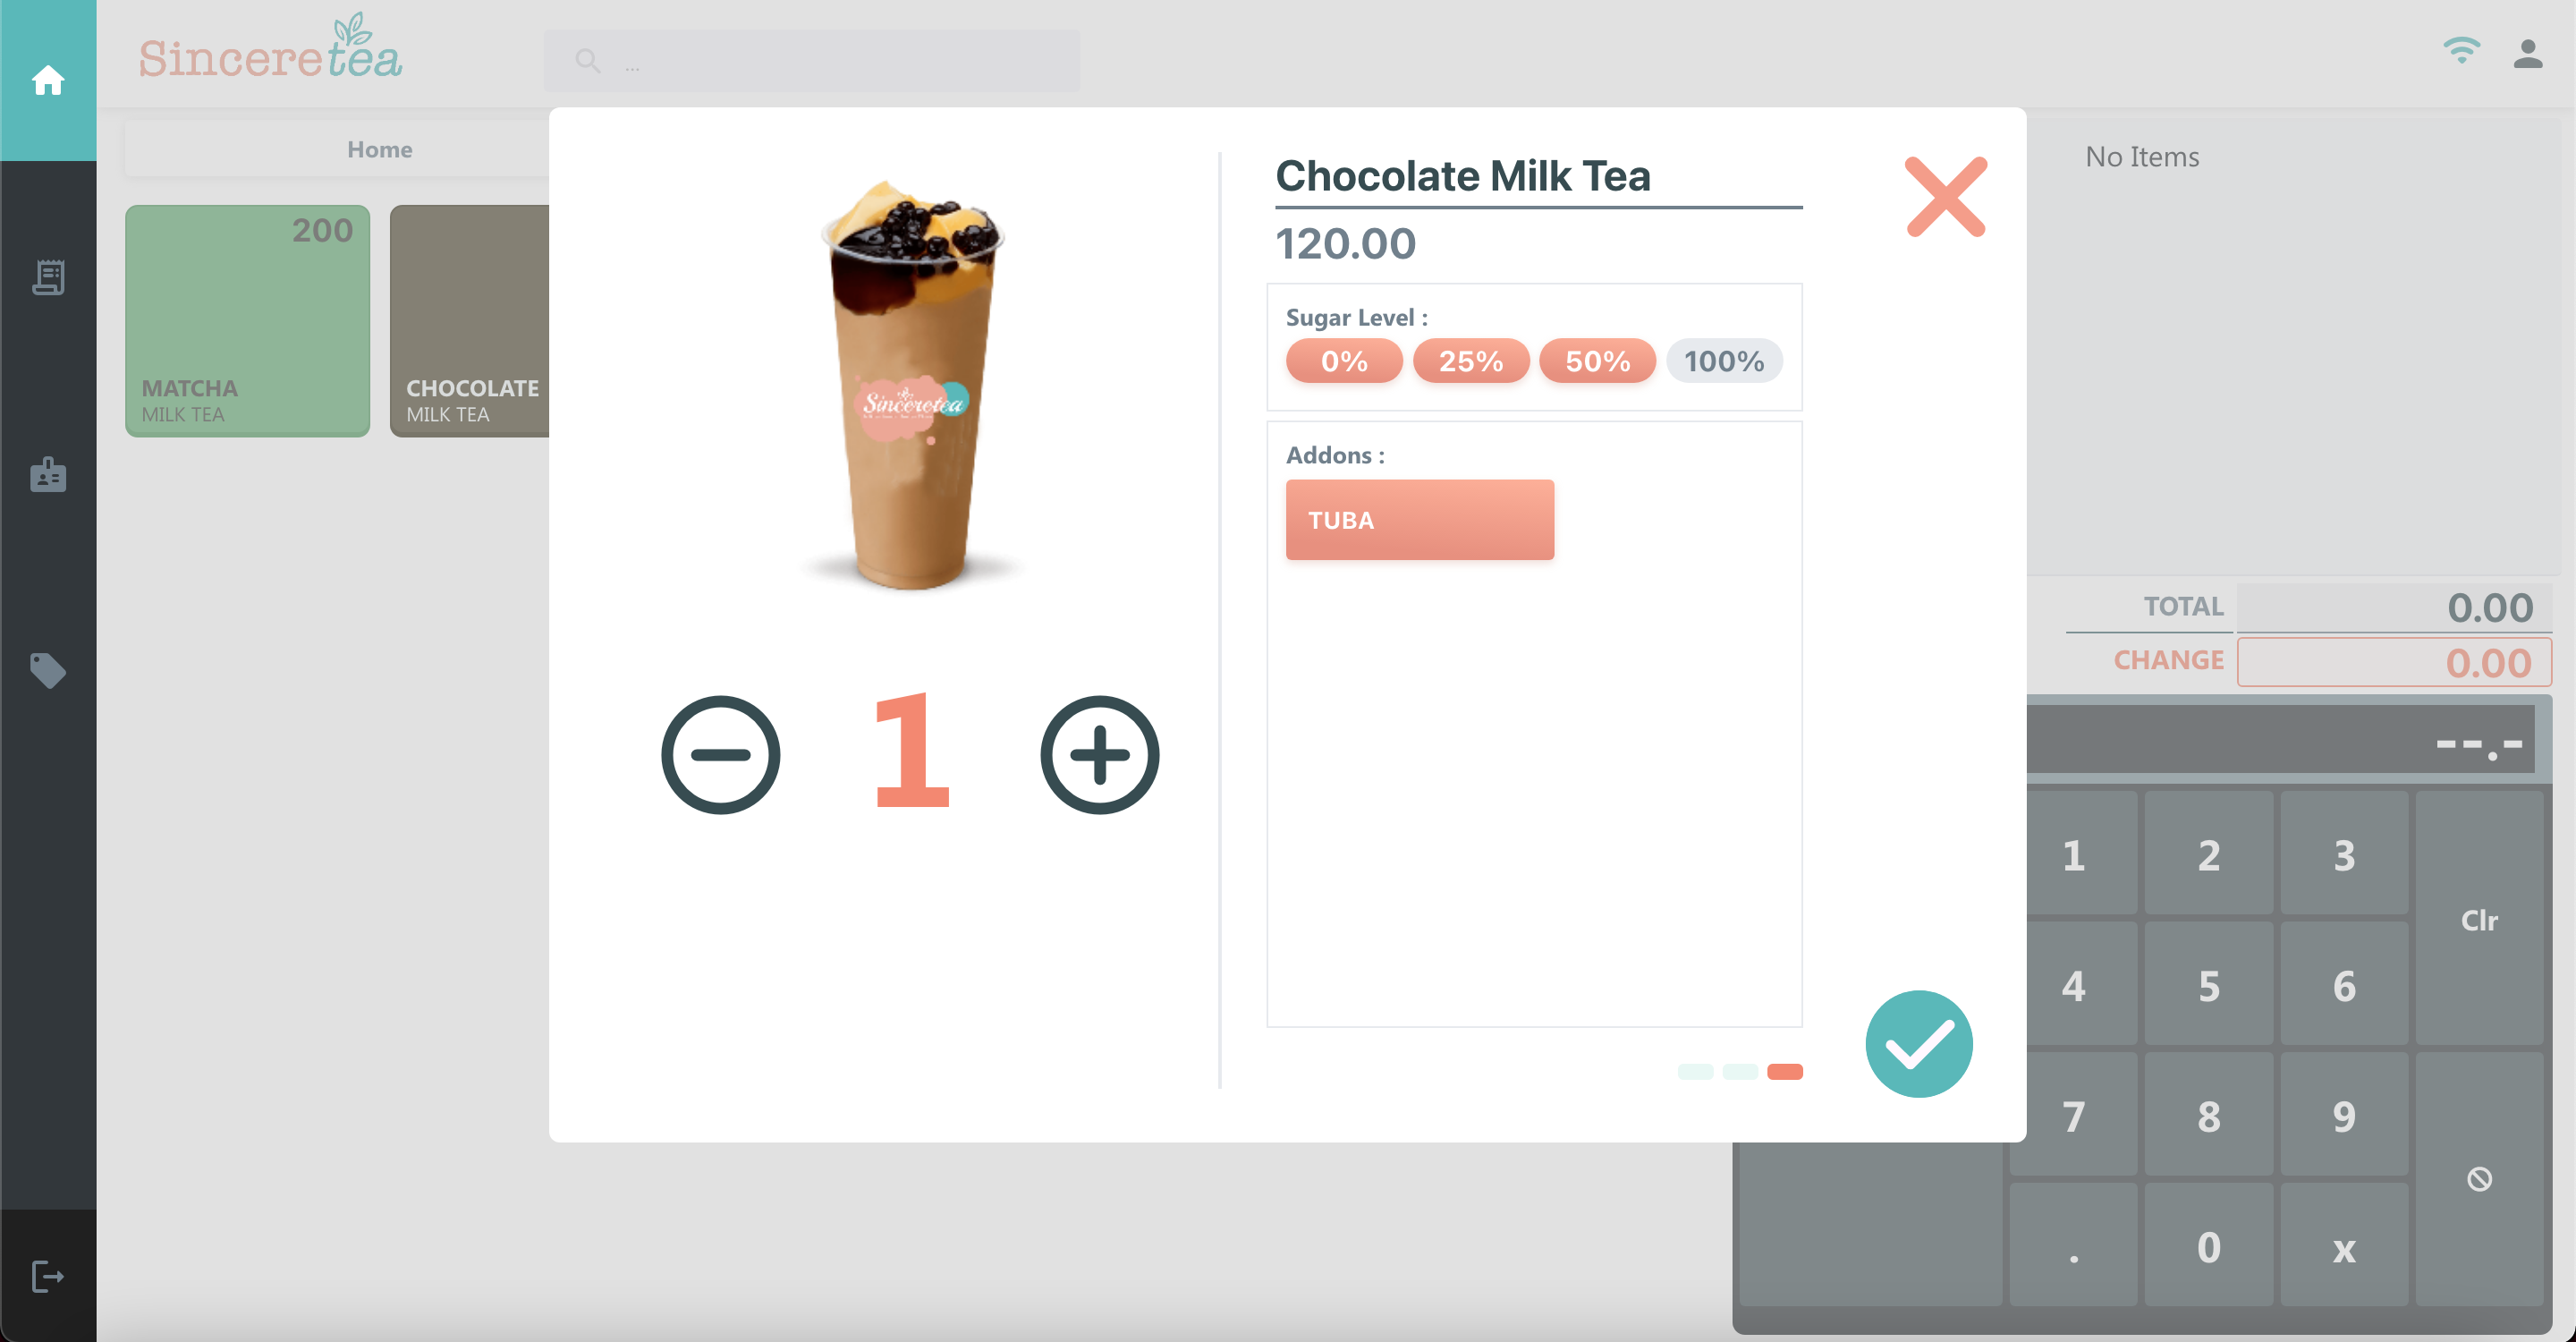 Sinceretea
...
Home
200
MATCHA
MILK TEA
CHOCOLATE
MILK TEA
Sinceretea
Chocolate Milk Tea
120.00
Sugar Level :
0% 25% 50% 100%
Addons :
TUBA
1
No Items
TOTAL 0.00
CHANGE 0.00
--.-
1 2 3
Clr
4 5 6
7 8 9
. 0 x